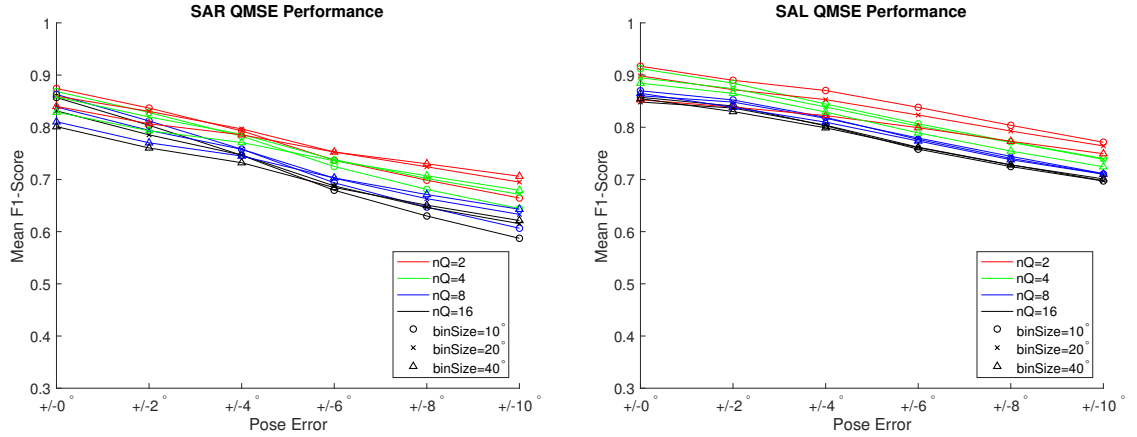 SAR QMSE Performance
1
0.9
0.8
0.7
0.6
0.5
0.4
0.3
Mean F1-Score
+/-0° +/-2° +/-4° +/-6° +/-8° +/-10°
Pose Error
nQ=2
nQ=4
nQ=8
nQ=16
binSize=10°
binSize=20°
binSize=40°
SAL QMSE Performance
1
0.9
0.8
0.7
0.6
0.5
0.4
0.3
Mean F1-Score
+/-0° +/-2° +/-4° +/-6° +/-8° +/-10°
Pose Error
nQ=2
nQ=4
nQ=8
nQ=16
binSize=10°
binSize=20°
binSize=40°